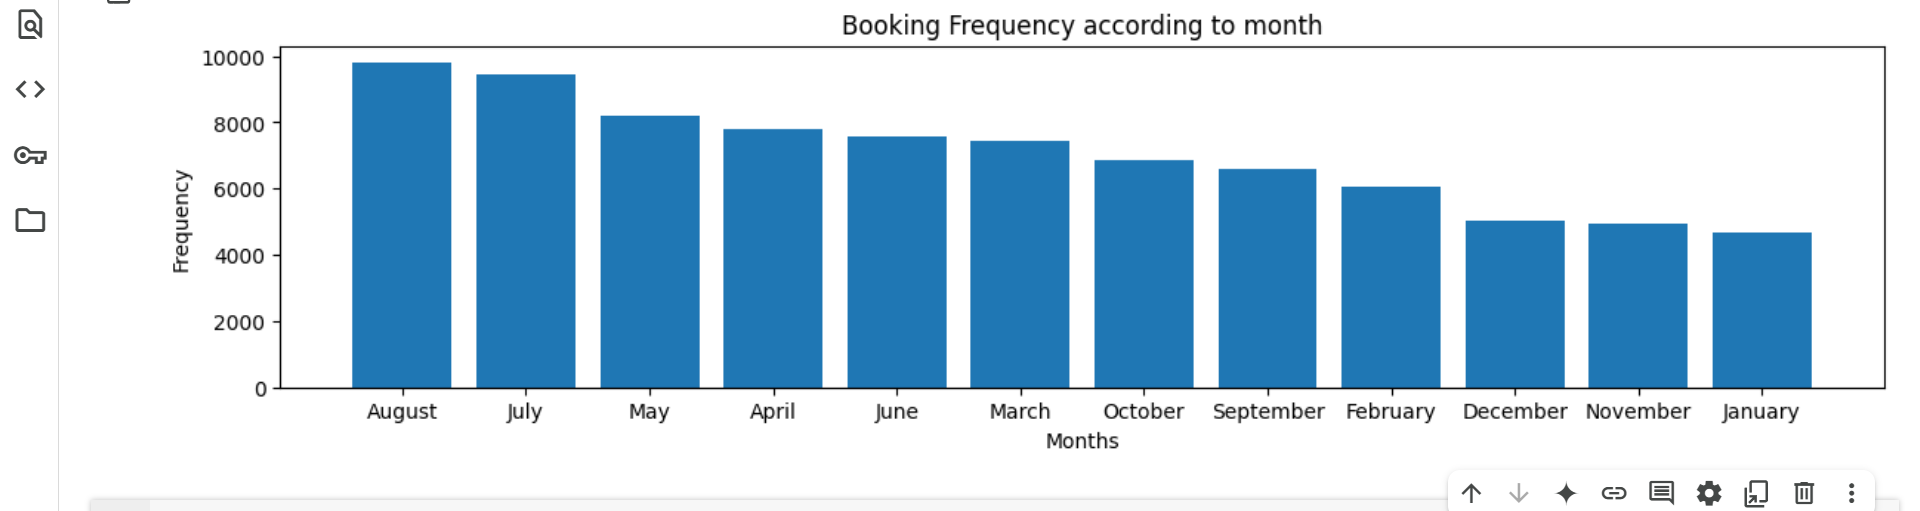 Booking Frequency according to month
10000
8000
6000
4000
2000
0
Frequency
August July May April June March October September February December November January
Months